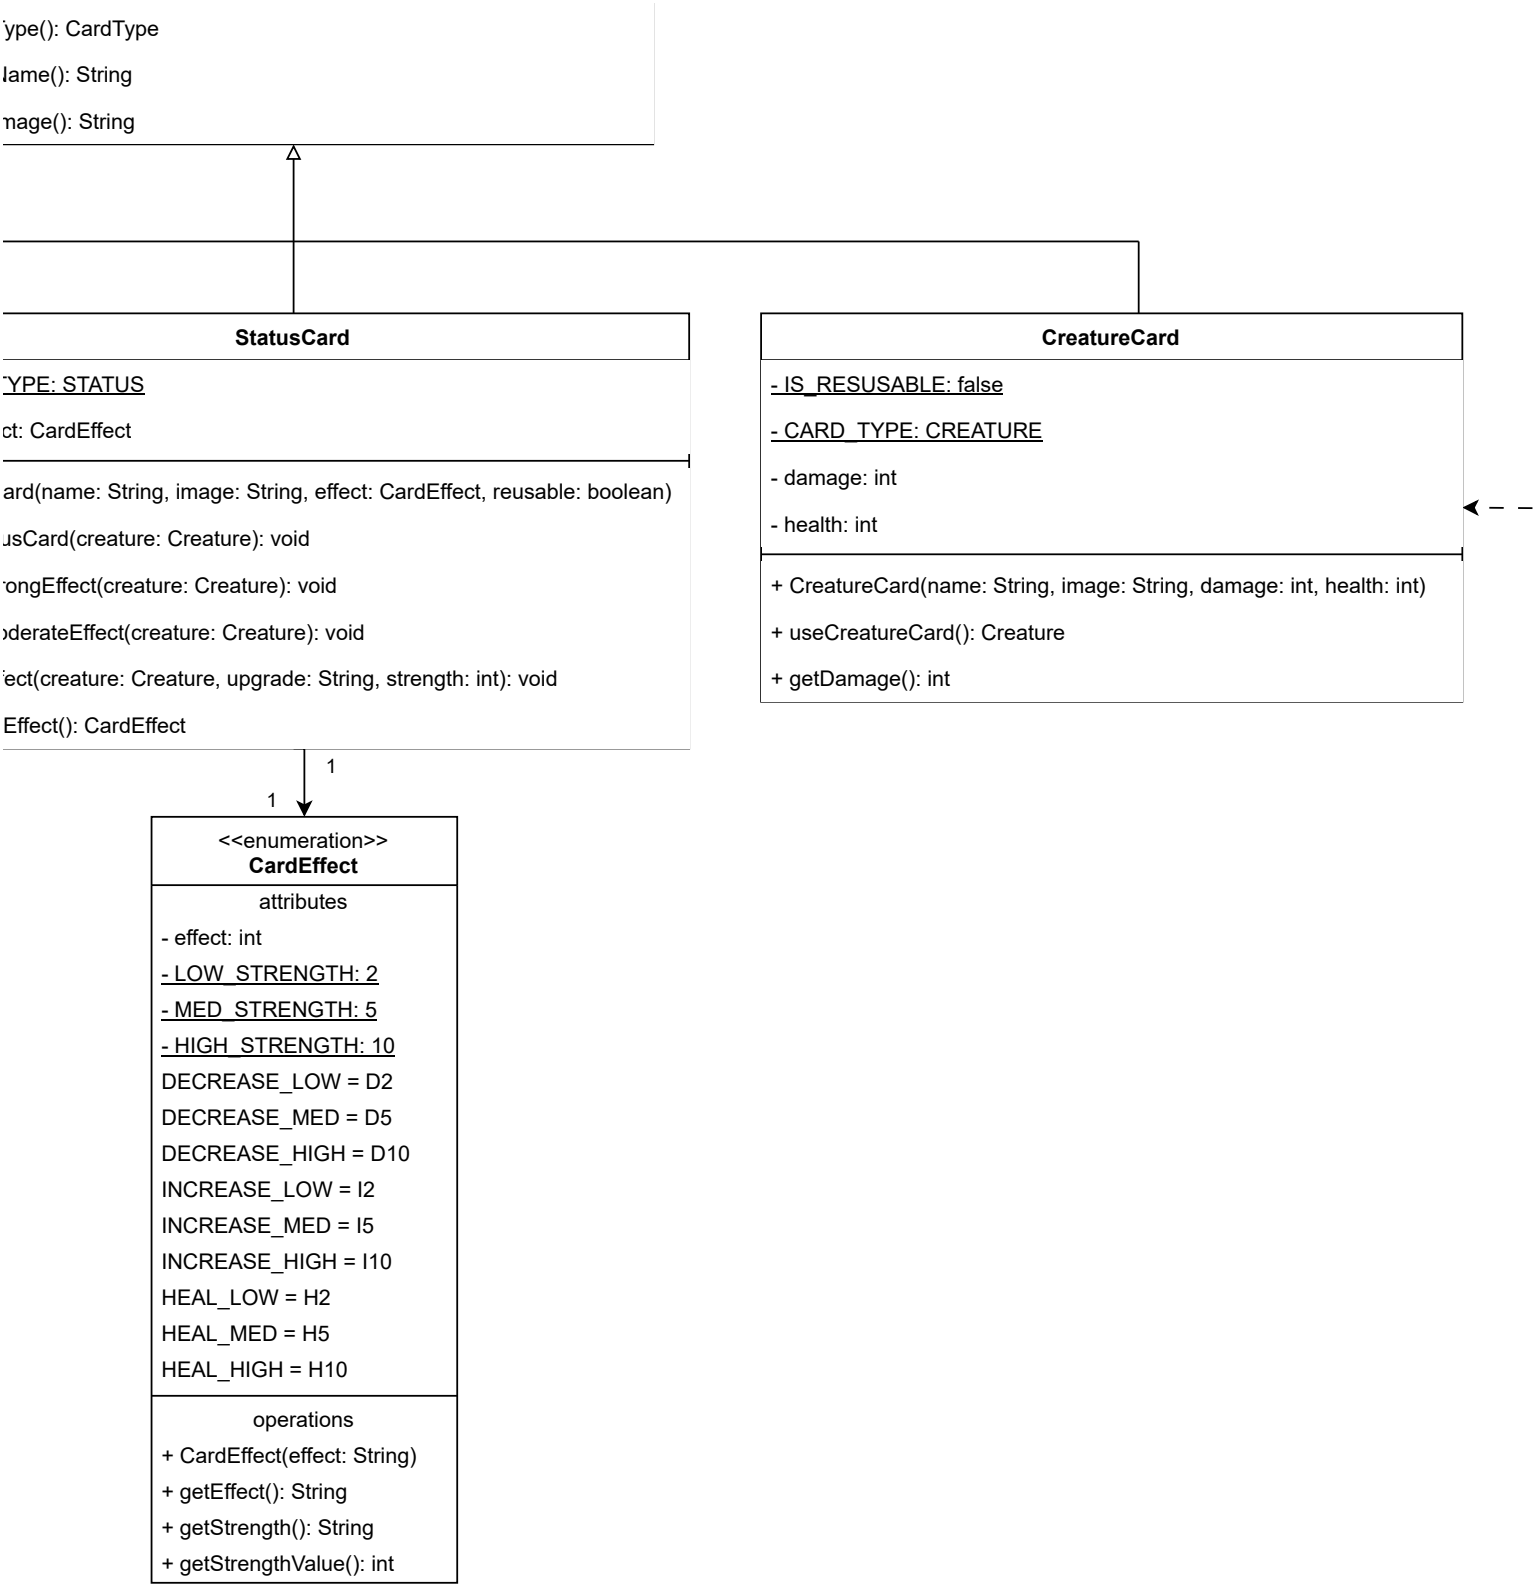 ype(): CardType
ame(): String
mage(): String
StatusCard
TYPE: STATUS
ct: CardEffect
ard(name: String, image: String, effect: CardEffect, reusable: boolean)
usCard(creature: Creature): void
rongEffect(creature: Creature): void
oderateEffect(creature: Creature): void
fect(creature: Creature, upgrade: String, strength: int): void
Effect(): CardEffect
CreatureCard
- IS_RESUSABLE: false
- CARD_TYPE: CREATURE
- damage: int
- health: int
+ CreatureCard(name: String, image: String, damage: int, health: int)
+ useCreatureCard(): Creature
+ getDamage(): int
1
1
<<enumeration>>
CardEffect
attributes
- effect: int
- LOW_STRENGTH: 2
- MED_STRENGTH: 5
- HIGH_STRENGTH: 10
DECREASE_LOW = D2
DECREASE_MED = D5
DECREASE_HIGH = D10
INCREASE_LOW = I2
INCREASE_MED = I5
INCREASE_HIGH = I10
HEAL_LOW = H2
HEAL_MED = H5
HEAL_HIGH = H10
operations
+ CardEffect(effect: String)
+ getEffect(): String
+ getStrength(): String
+ getStrengthValue(): int